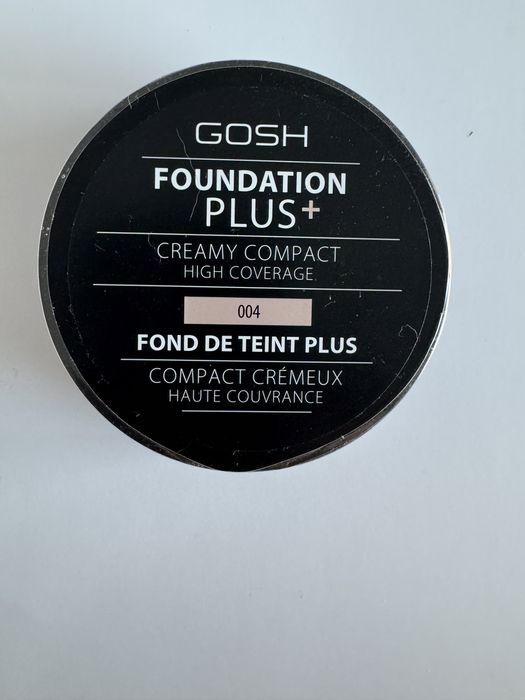 GOSH
FOUNDATION
PLUS+
CREAMY COMPACT
HIGH COVERAGE
004
FOND DE TEINT PLUS
COMPACT CRÉMEUX
HAUTE COUVRANCE